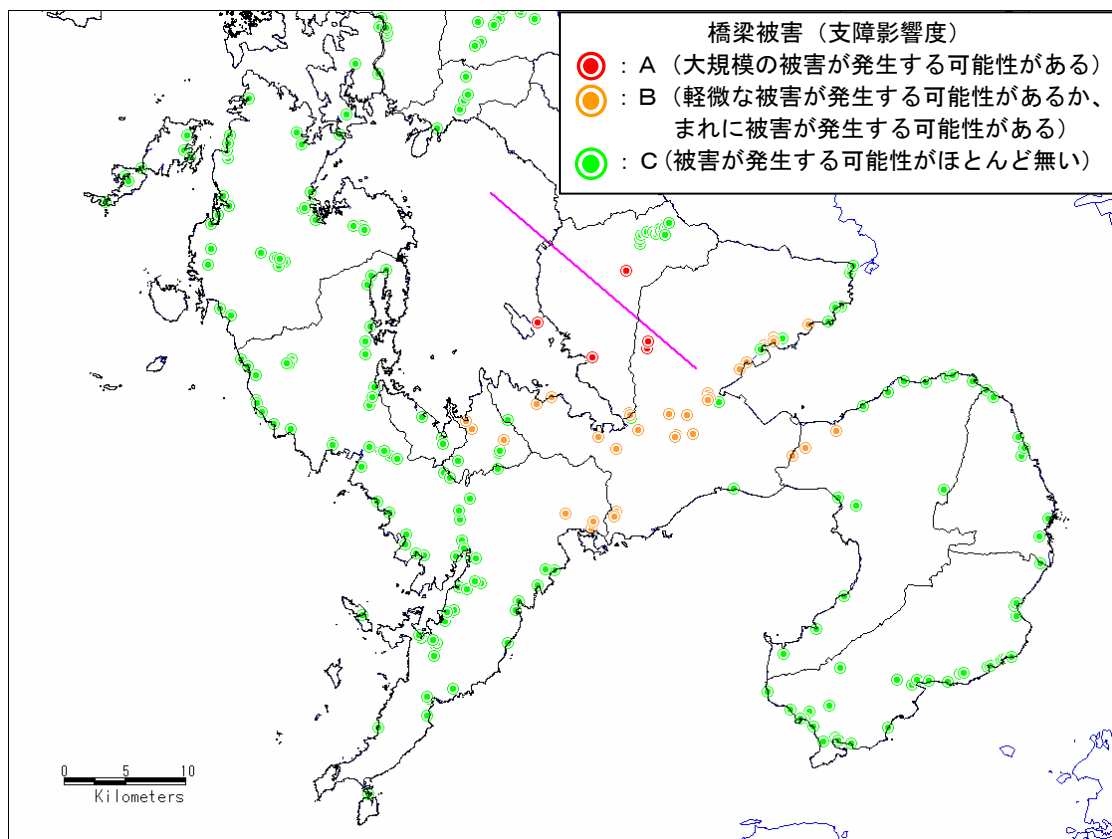 橋梁被害（支障影響度）
：Ａ（大規模の被害が発生する可能性がある）
：Ｂ（軽微な被害が発生する可能性があるか、
まれに被害が発生する可能性がある）
：Ｃ（被害が発生する可能性がほとんど無い）
0 5 10
Kilometers